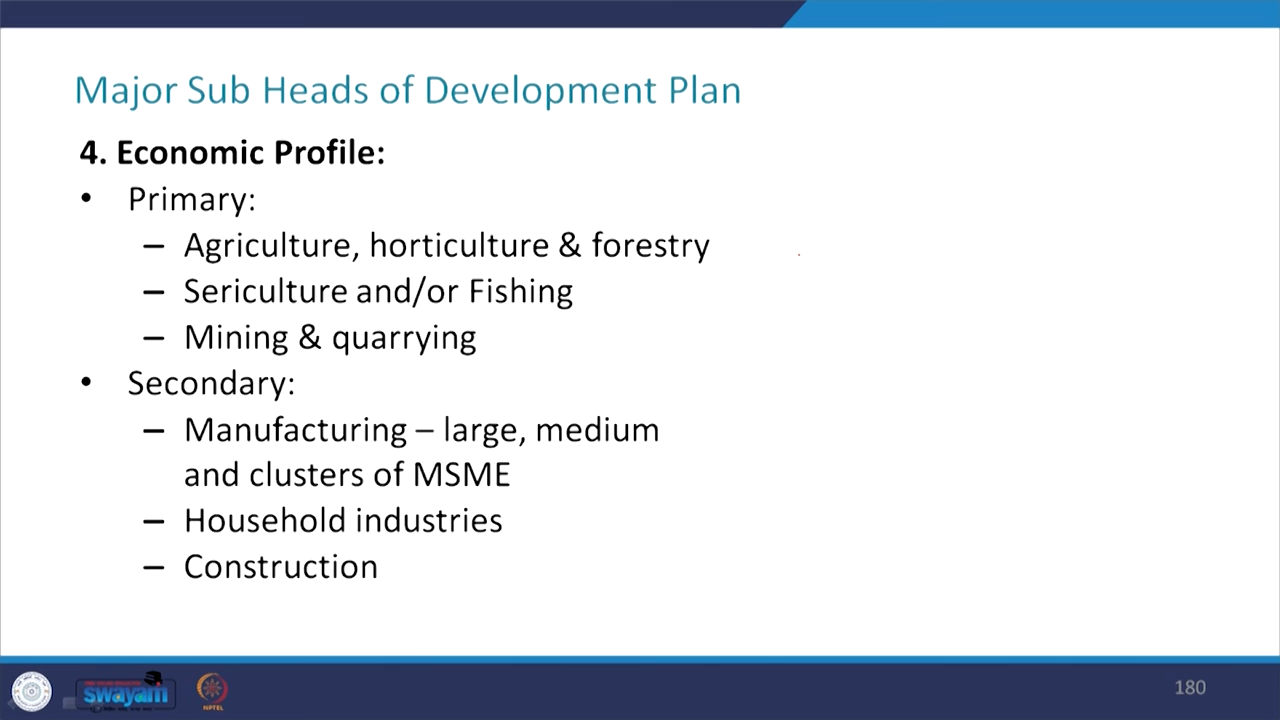 Major Sub Heads of Development Plan
4. Economic Profile:
• Primary:
– Agriculture, horticulture & forestry
– Sericulture and/or Fishing
– Mining & quarrying
• Secondary:
– Manufacturing – large, medium
and clusters of MSME
– Household industries
– Construction
swayam
NPTEL
180